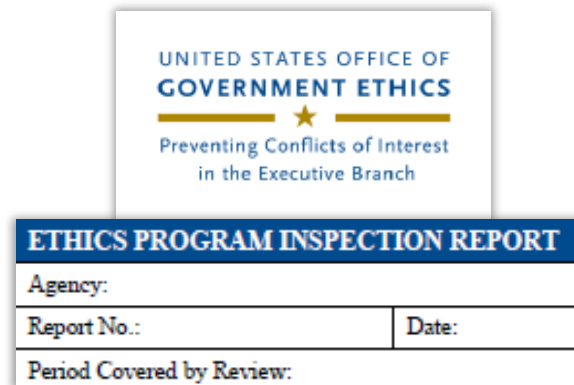 UNITED STATES OFFICE OF
GOVERNMENT ETHICS
Preventing Conflicts of Interest
in the Executive Branch
ETHICS PROGRAM INSPECTION REPORT
Agency:
Report No.: Date:
Period Covered by Review: